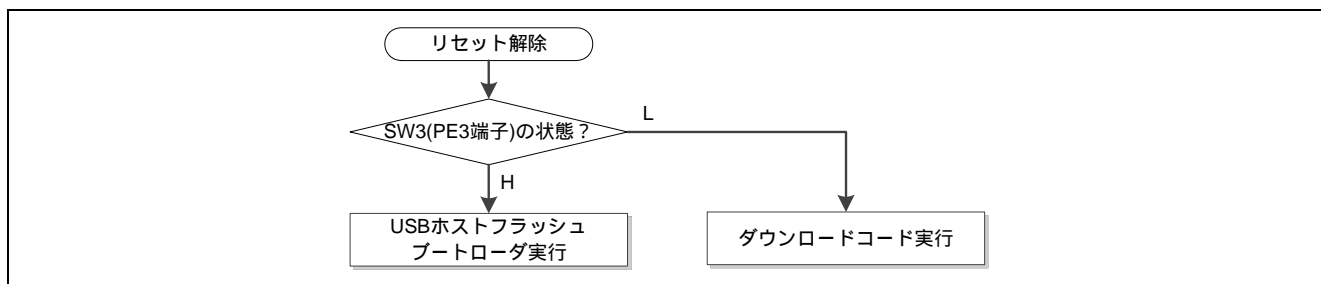 リセット解除
SW3(PE3端子)の状態？
L
H
USBホストフラッシュ
ブートローダ実行
ダウンロードコード実行